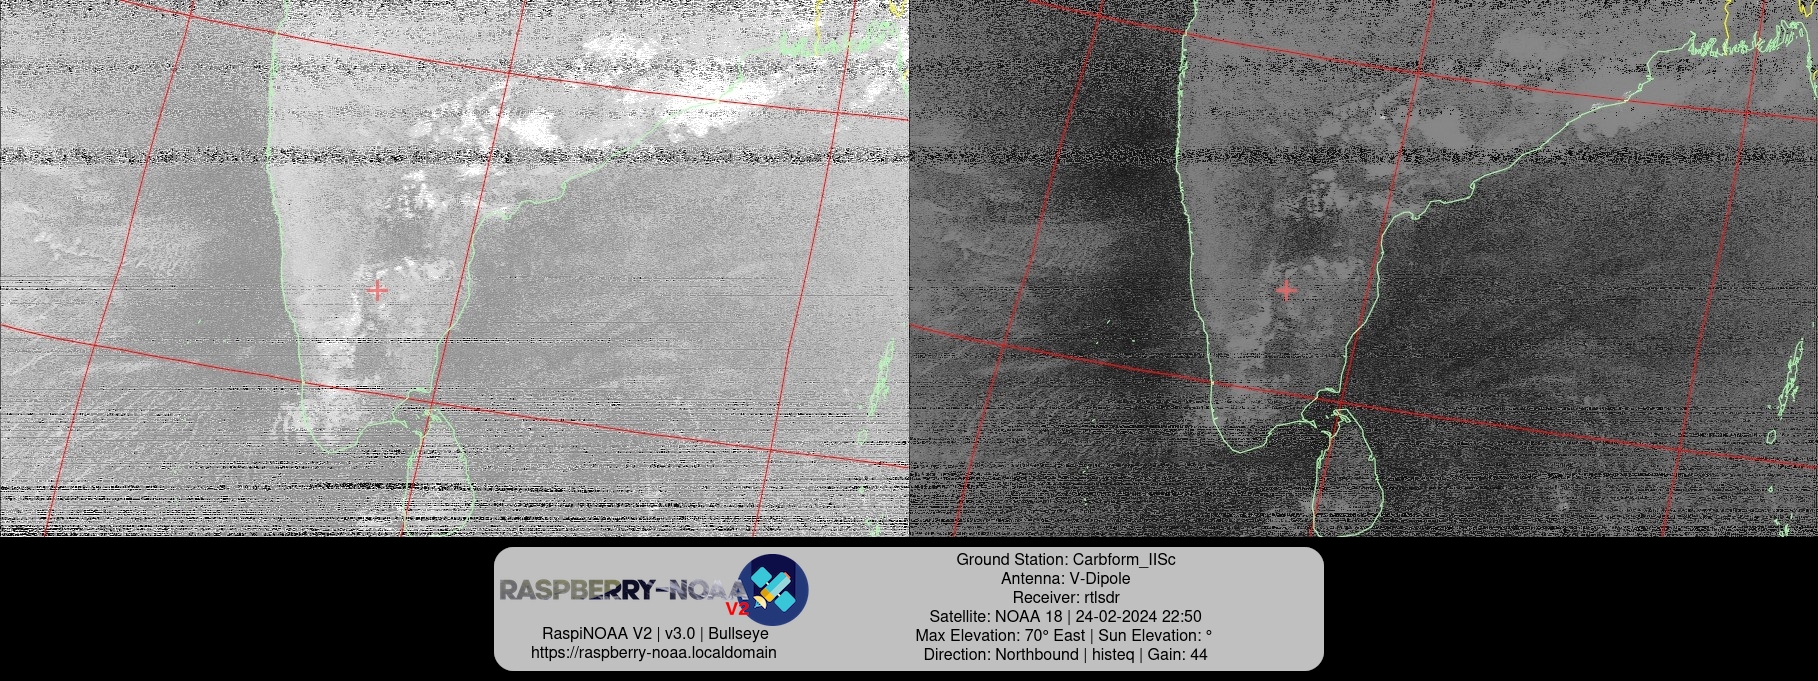 RASPBERRY-NOAA
V2
RaspiNOAA V2 | v3.0 | Bullseye
https://raspberry-noaa.localdomain
Ground Station: Carbform_IISc
Antenna: V-Dipole
Receiver: rtlsdr
Satellite: NOAA 18 | 24-02-2024 22:50
Max Elevation: 70° East | Sun Elevation: °
Direction: Northbound | histeq | Gain: 44